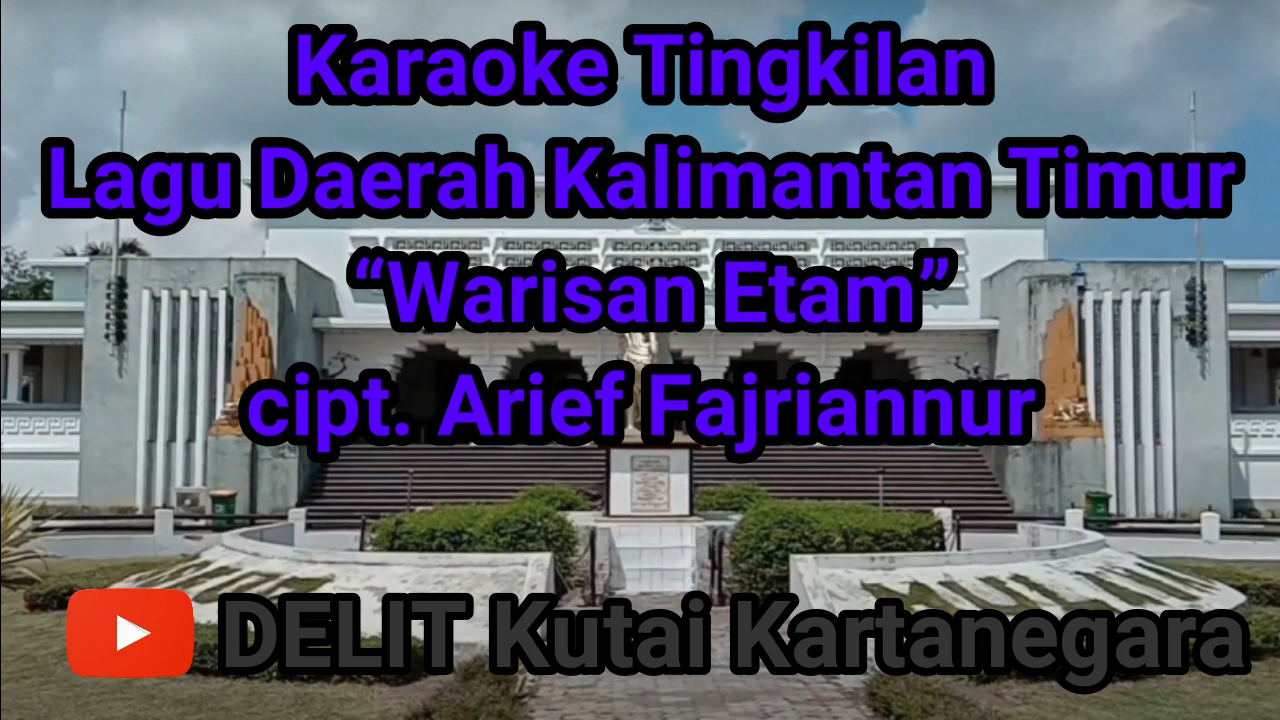 Karaoke Tingkilan
Lagu Daerah Kalimantan Timur
“Warisan Etam”
cipt. Arief Fajriannur
DELIT Kutai Kartanegara